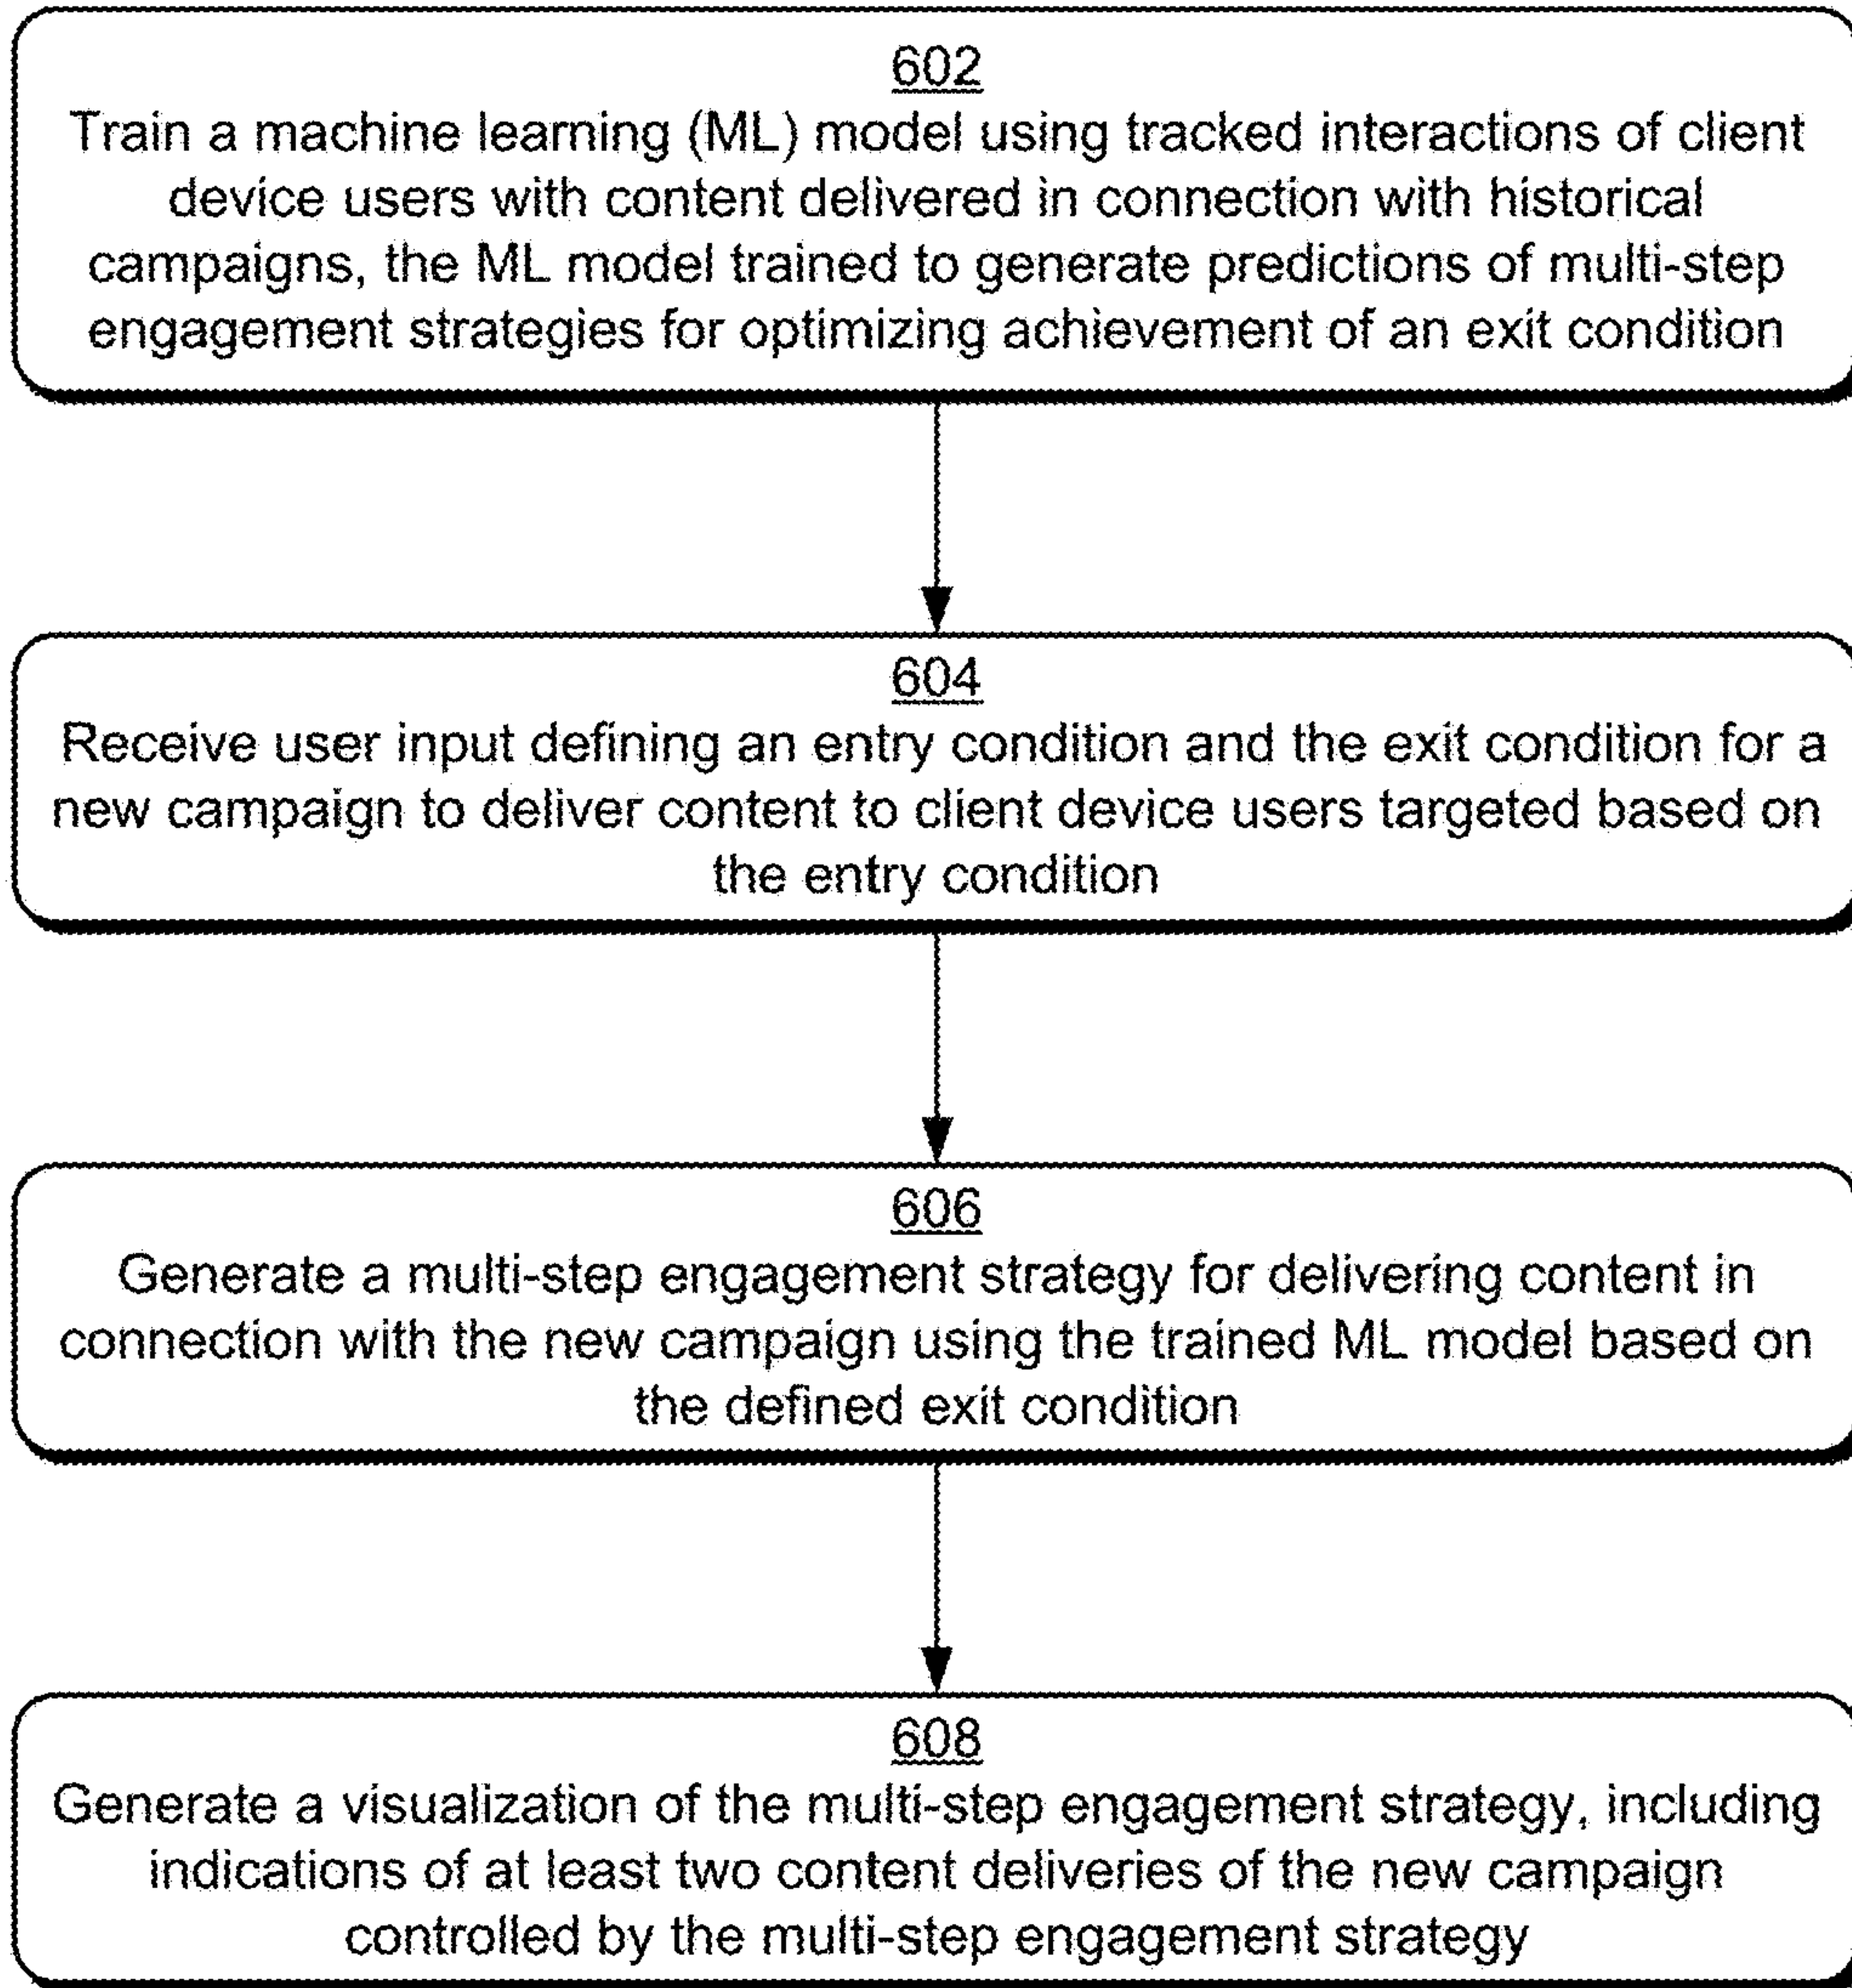 602
Train a machine learning (ML) model using tracked interactions of client
device users with content delivered in connection with historical
campaigns, the ML model trained to generate predictions of multi-step
engagement strategies for optimizing achievement of an exit condition
604
Receive user input defining an entry condition and the exit condition for a
new campaign to deliver content to client device users targeted based on
the entry condition
606
Generate a multi-step engagement strategy for delivering content in
connection with the new campaign using the trained ML model based on
the defined exit condition
608
Generate a visualization of the multi-step engagement strategy, including
indications of at least two content deliveries of the new campaign
controlled by the multi-step engagement strategy